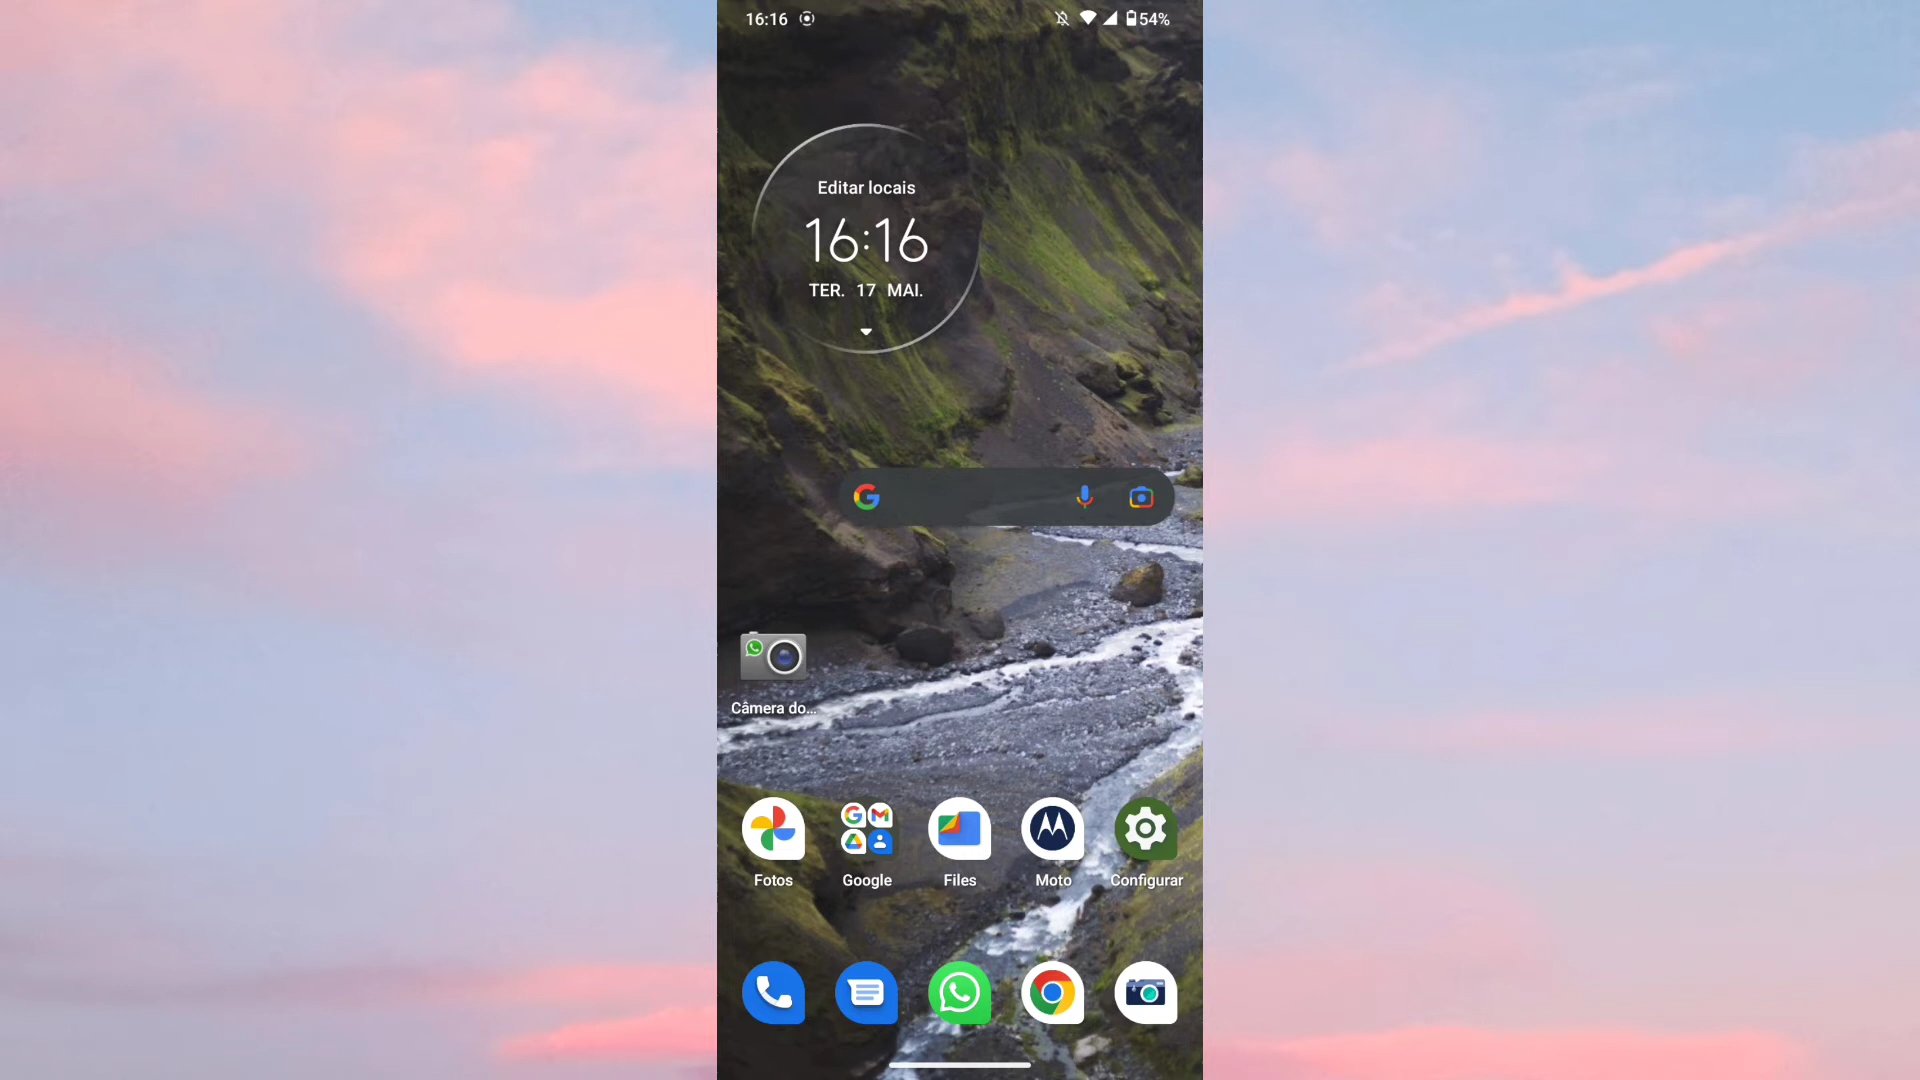 16:16 54%
Editar locais
16:16
TER. 17 MAI.
Câmera do...
Fotos Google Files Moto Configurar